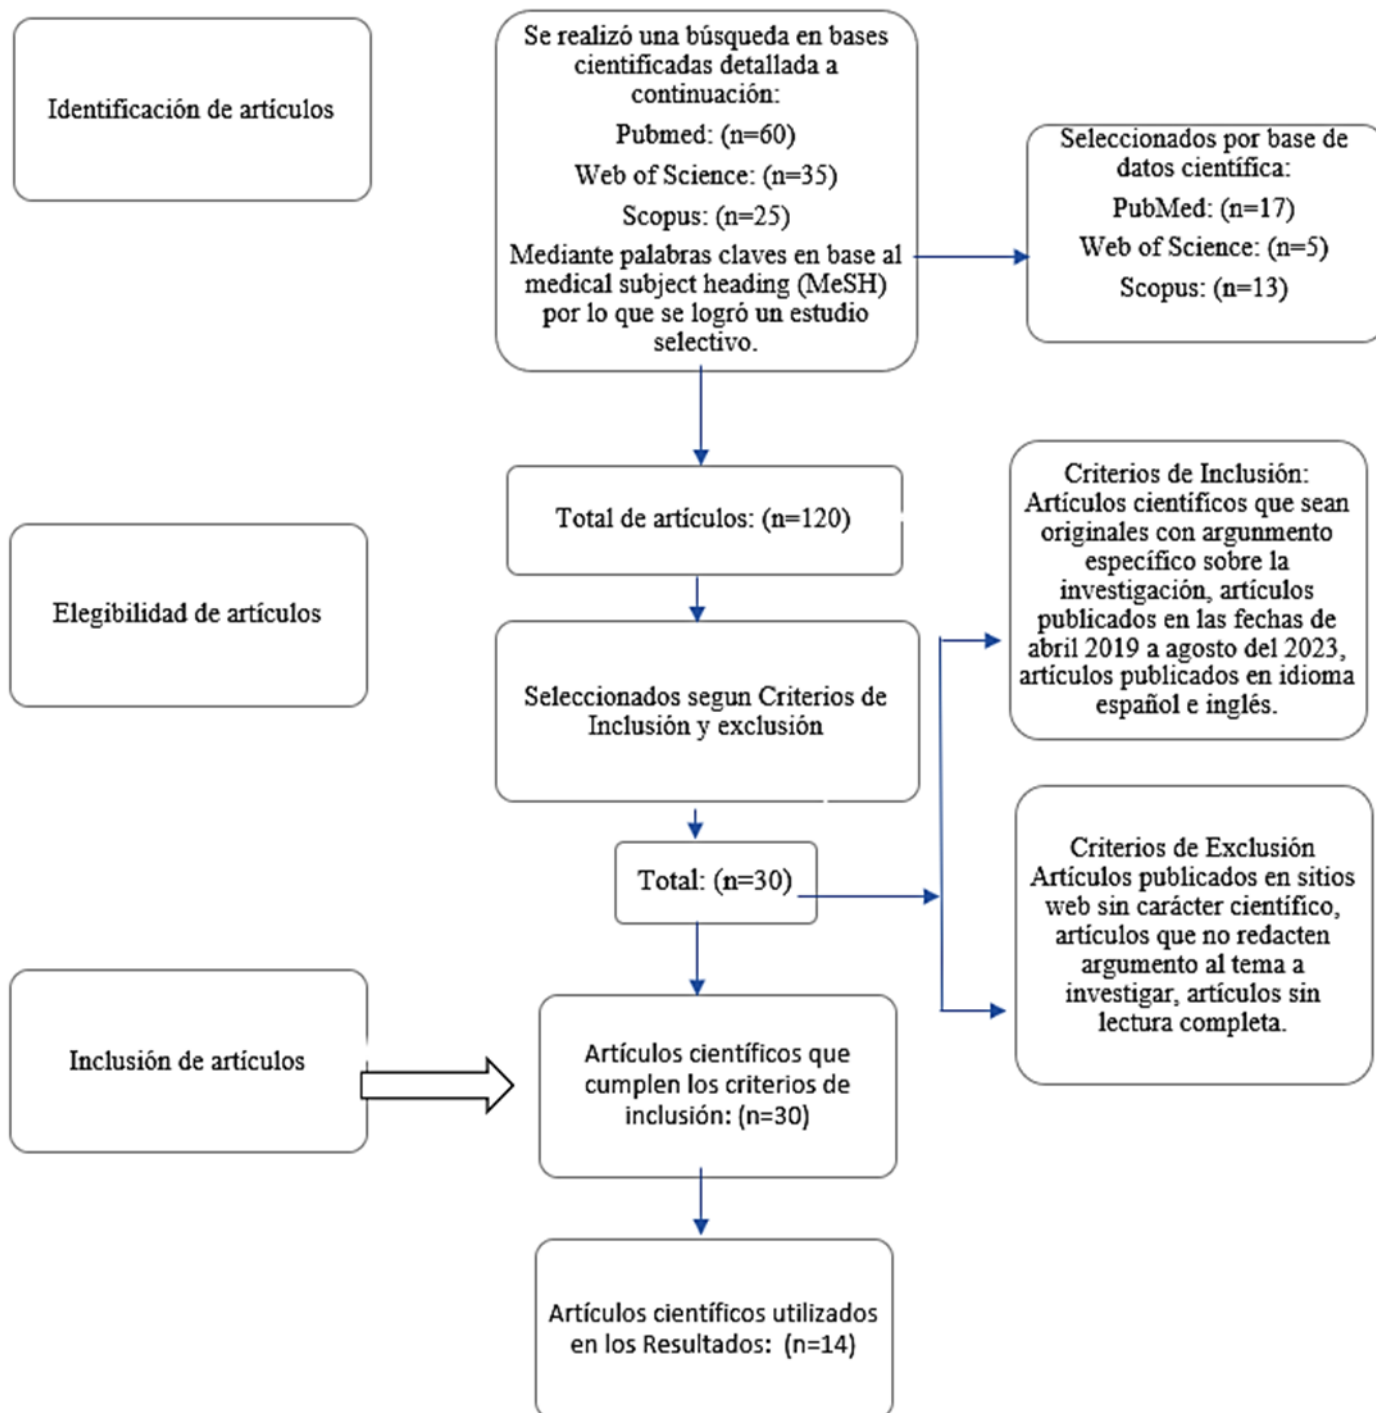 Identificación de artículos
Se realizó una búsqueda en bases
cientificadas detallada a
continuación:
Pubmed: (n=60)
Web of Science: (n=35)
Scopus: (n=25)
Mediante palabras claves en base al
medical subject heading (MeSH)
por lo que se logró un estudio
selectivo.
Seleccionados por base de
datos científica:
PubMed: (n=17)
Web of Science: (n=5)
Scopus: (n=13)
Total de artículos: (n=120)
Elegibilidad de artículos
Seleccionados segun Criterios de
Inclusión y exclusión
Criterios de Inclusión:
Artículos científicos que sean
originales con argunmento
específico sobre la
investigación, artículos
publicados en las fechas de
abril 2019 a agosto del 2023,
artículos publicados en idioma
español e inglés.
Total: (n=30)
Criterios de Exclusión
Artículos publicados en sitios
web sin carácter científico,
artículos que no redacten
argumento al tema a
investigar, artículos sin
lectura completa.
Inclusión de artículos
Artículos científicos que
cumplen los criterios de
inclusión: (n=30)
Artículos científicos utilizados
en los Resultados: (n=14)